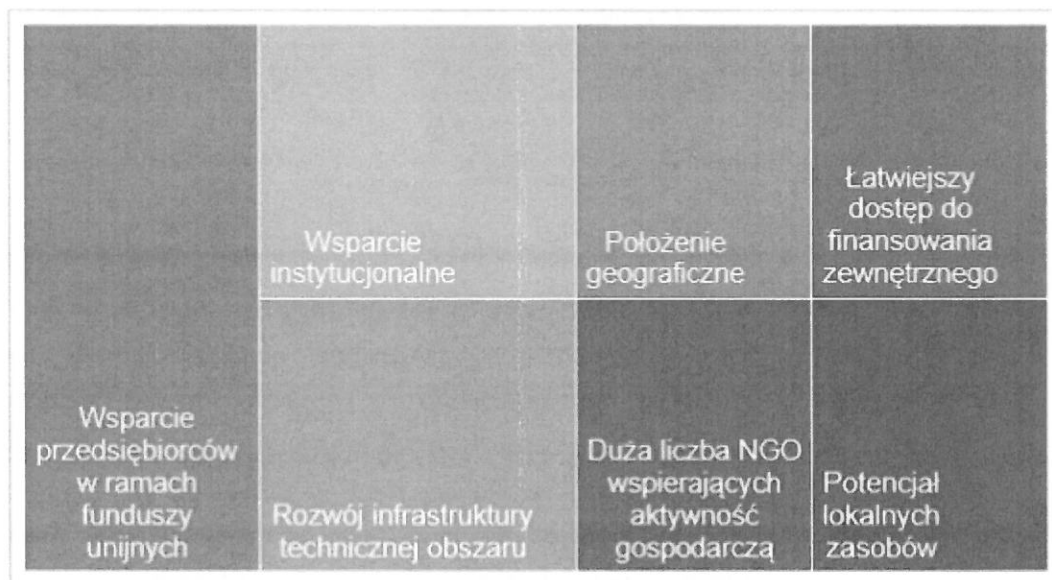 Wsparcie
przedsiębiorców
w ramach
funduszy
unijnych
Wsparcie
instytucjonalne
Rozwój infrastruktury
technicznej obszaru
Położenie
geograficzne
Duża liczba NGO
wspierających
aktywność
gospodarczą
Łatwiejszy
dostęp do
finansowania
zewnętrznego
Potencjał
lokalnych
zasobów